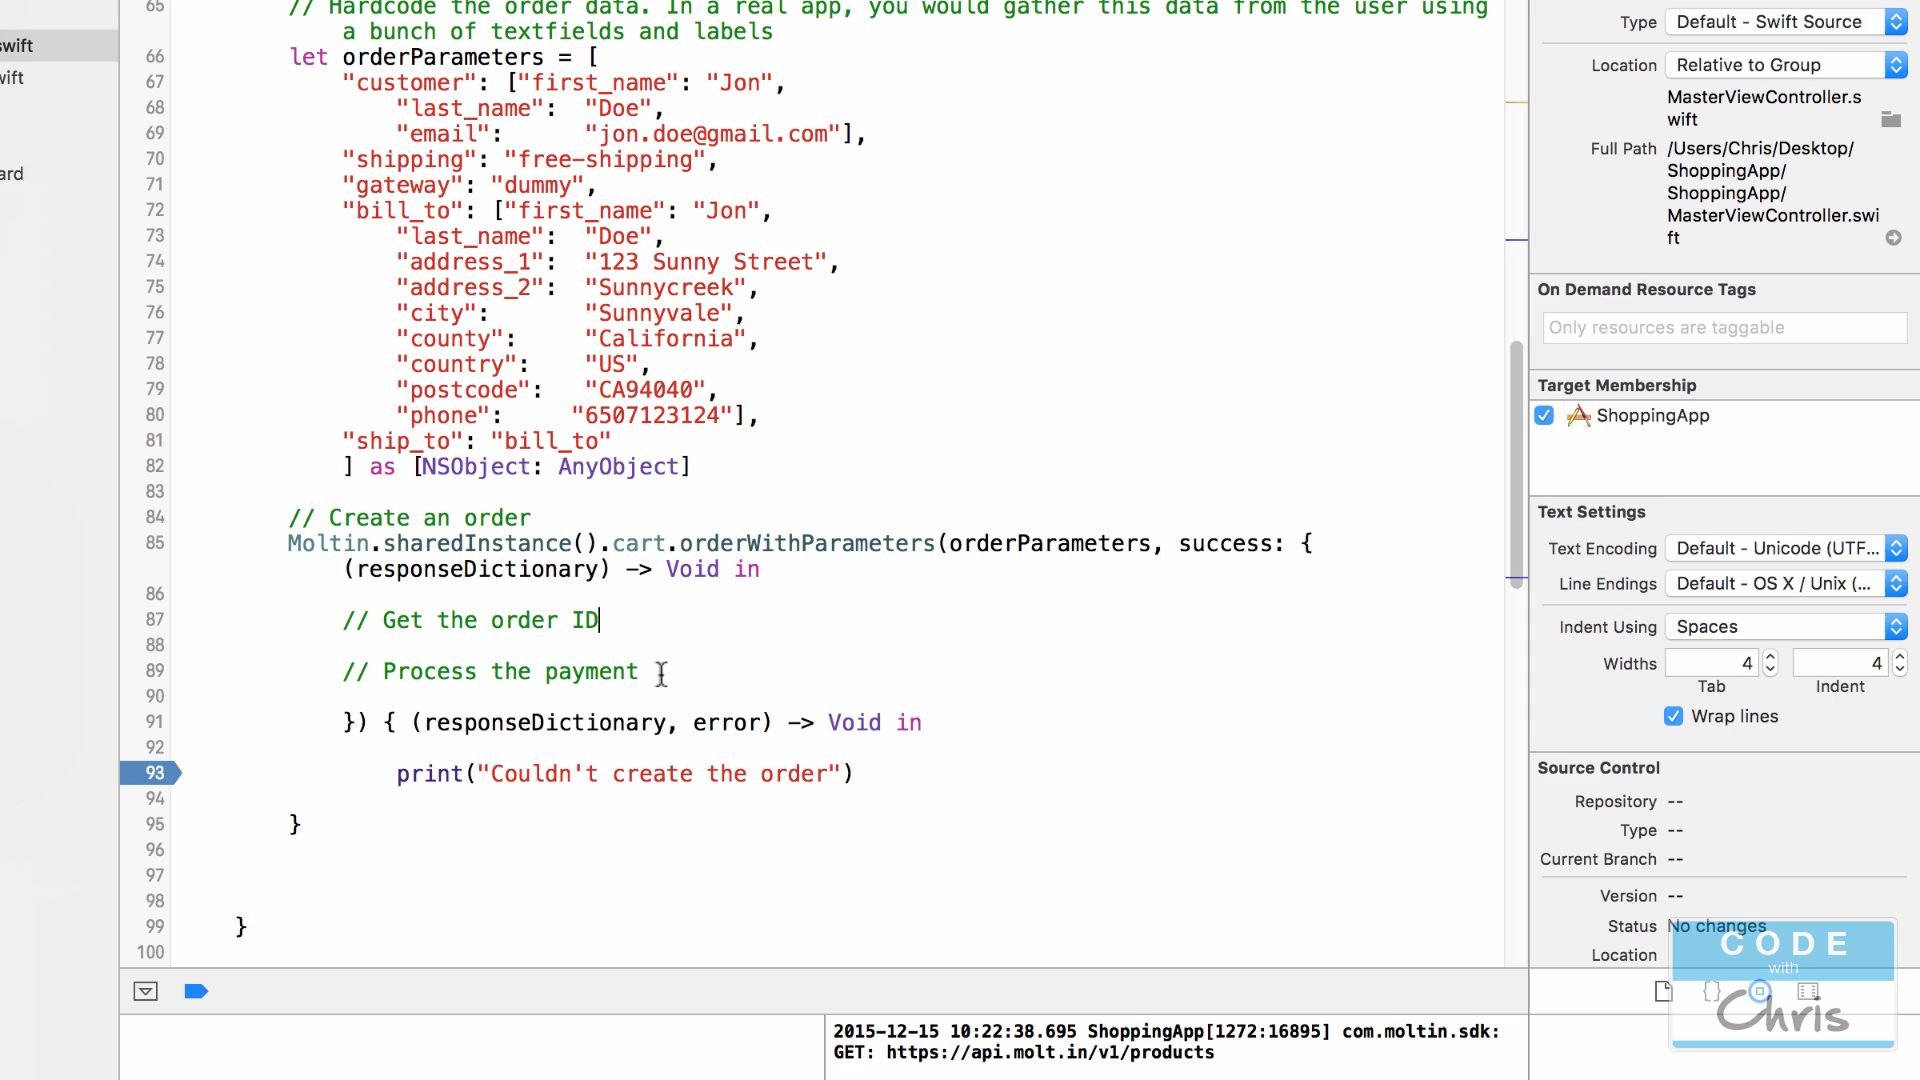 65 // Hardcode the order data. In a real app, you would gather this data from the user using
a bunch of textfields and labels
66 let orderParameters = [
67 "customer": ["first_name": "Jon",
68 "last_name": "Doe",
69 "email": "jon.doe@gmail.com"],
70 "shipping": "free-shipping",
71 "gateway": "dummy",
72 "bill_to": ["first_name": "Jon",
73 "last_name": "Doe",
74 "address_1": "123 Sunny Street",
75 "address_2": "Sunnycreek",
76 "city": "Sunnyvale",
77 "county": "California",
78 "country": "US",
79 "postcode": "CA94040",
80 "phone": "6507123124"],
81 "ship_to": "bill_to"
82 ] as [NSObject: AnyObject]
83
84 // Create an order
85 Moltin.sharedInstance().cart.orderWithParameters(orderParameters, success: {
(responseDictionary) -> Void in
86
87 // Get the order ID
88
89 // Process the payment
90
91 }) { (responseDictionary, error) -> Void in
92
93 print("Couldn't create the order")
94
95 }
96
97
98
99 }
100
swift
vift
ard
Type Default - Swift Source
Location Relative to Group
MasterViewController.s
wift
Full Path /Users/Chris/Desktop/
ShoppingApp/
ShoppingApp/
MasterViewController.swi
ft
On Demand Resource Tags
Only resources are taggable
Target Membership
ShoppingApp
Text Settings
Text Encoding Default - Unicode (UTF...
Line Endings Default - OS X / Unix (...
Indent Using Spaces
Widths 4 4
Tab Indent
Wrap lines
Source Control
Repository --
Type --
Current Branch --
Version --
Status No changes
Location
CODE
with
Chris
2015-12-15 10:22:38.695 ShoppingApp[1272:16895] com.moltin.sdk:
GET: https://api.molt.in/v1/products